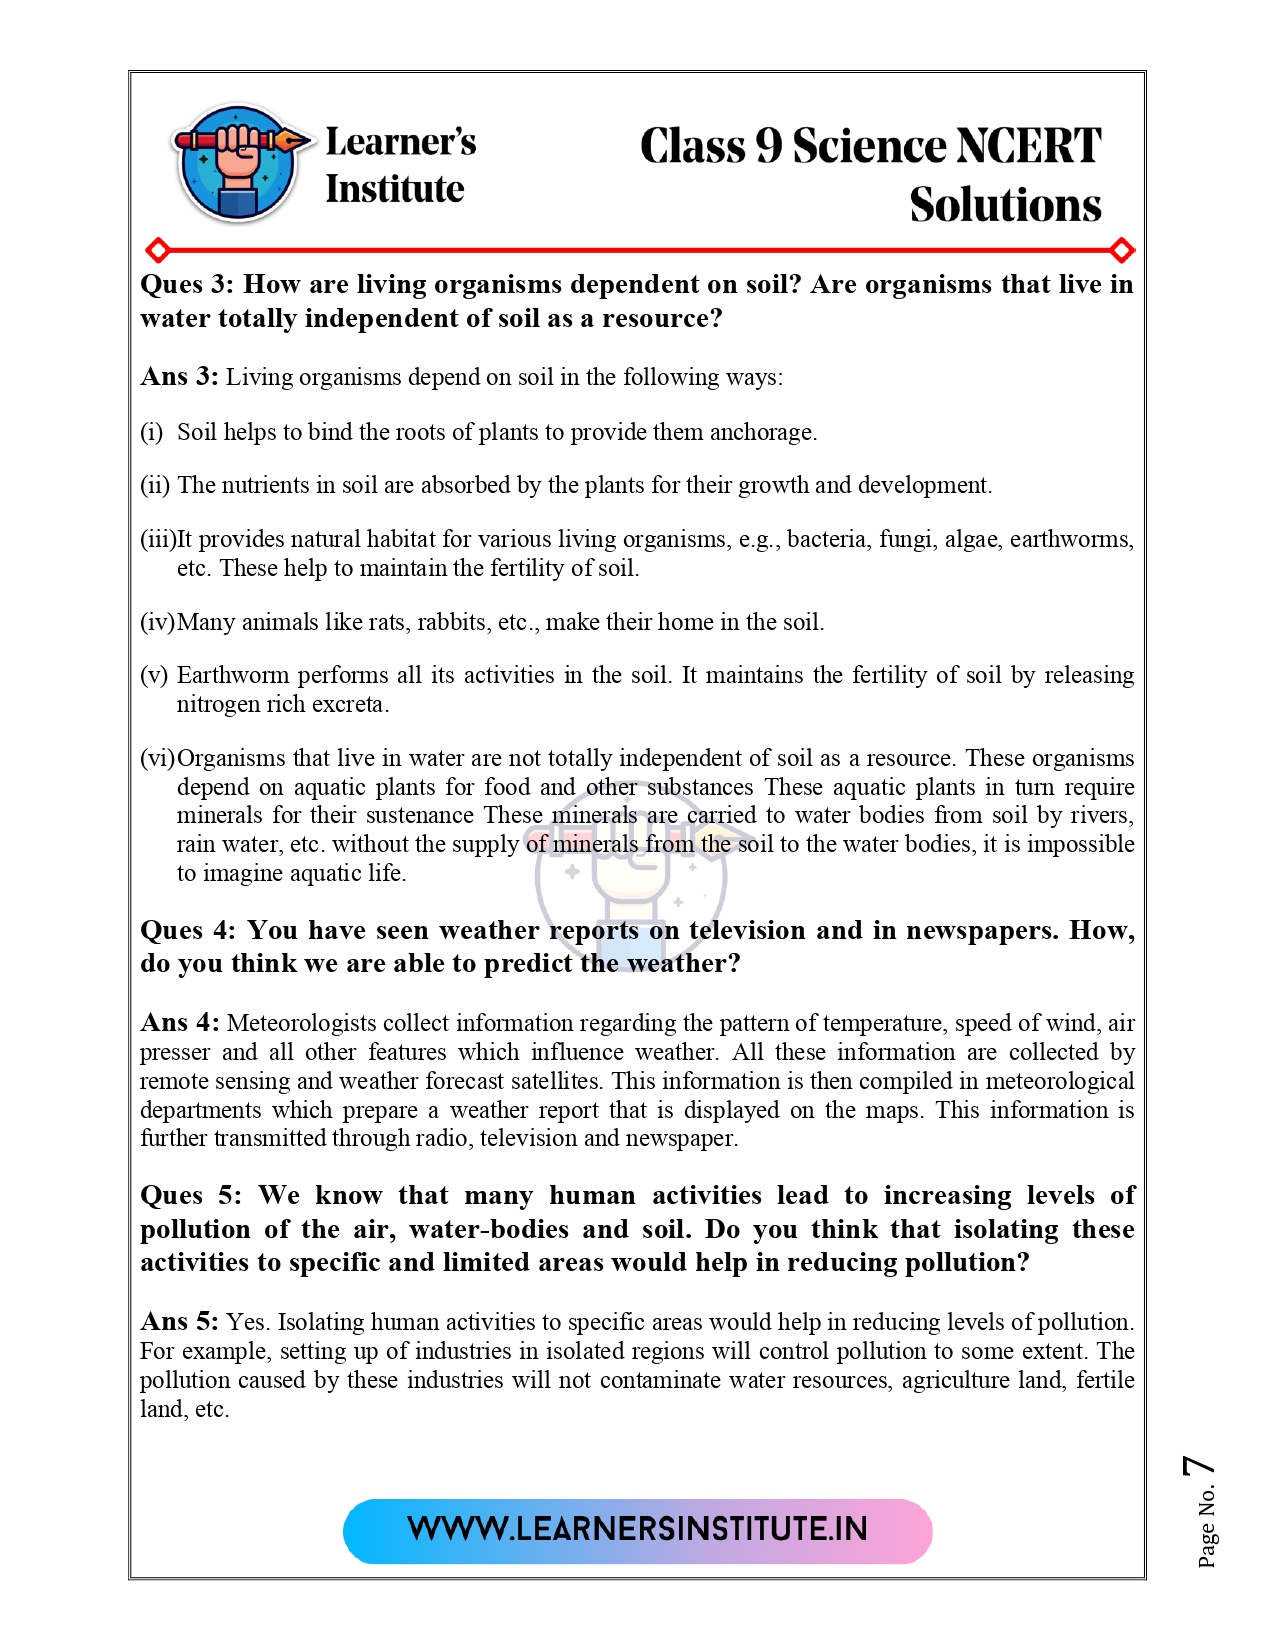 Learner's
Institute
Class 9 Science NCERT
Solutions
Ques 3: How are living organisms dependent on soil? Are organisms that live in
water totally independent of soil as a resource?
Ans 3: Living organisms depend on soil in the following ways:
(i) Soil helps to bind the roots of plants to provide them anchorage.
(ii) The nutrients in soil are absorbed by the plants for their growth and development.
(iii)It provides natural habitat for various living organisms, e.g., bacteria, fungi, algae, earthworms,
etc. These help to maintain the fertility of soil.
(iv)Many animals like rats, rabbits, etc., make their home in the soil.
(v) Earthworm performs all its activities in the soil. It maintains the fertility of soil by releasing
nitrogen rich excreta.
(vi)Organisms that live in water are not totally independent of soil as a resource. These organisms
depend on aquatic plants for food and other substances These aquatic plants in turn require
minerals for their sustenance These minerals are carried to water bodies from soil by rivers,
rain water, etc. without the supply of minerals from the soil to the water bodies, it is impossible
to imagine aquatic life.
Ques 4: You have seen weather reports on television and in newspapers. How,
do you think we are able to predict the weather?
Ans 4: Meteorologists collect information regarding the pattern of temperature, speed of wind, air
presser and all other features which influence weather. All these information are collected by
remote sensing and weather forecast satellites. This information is then compiled in meteorological
departments which prepare a weather report that is displayed on the maps. This information is
further transmitted through radio, television and newspaper.
Ques 5: We know that many human activities lead to increasing levels of
pollution of the air, water-bodies and soil. Do you think that isolating these
activities to specific and limited areas would help in reducing pollution?
Ans 5: Yes. Isolating human activities to specific areas would help in reducing levels of pollution.
For example, setting up of industries in isolated regions will control pollution to some extent. The
pollution caused by these industries will not contaminate water resources, agriculture land, fertile
land, etc.
Page No. 7
WWW.LEARNERSINSTITUTE.IN